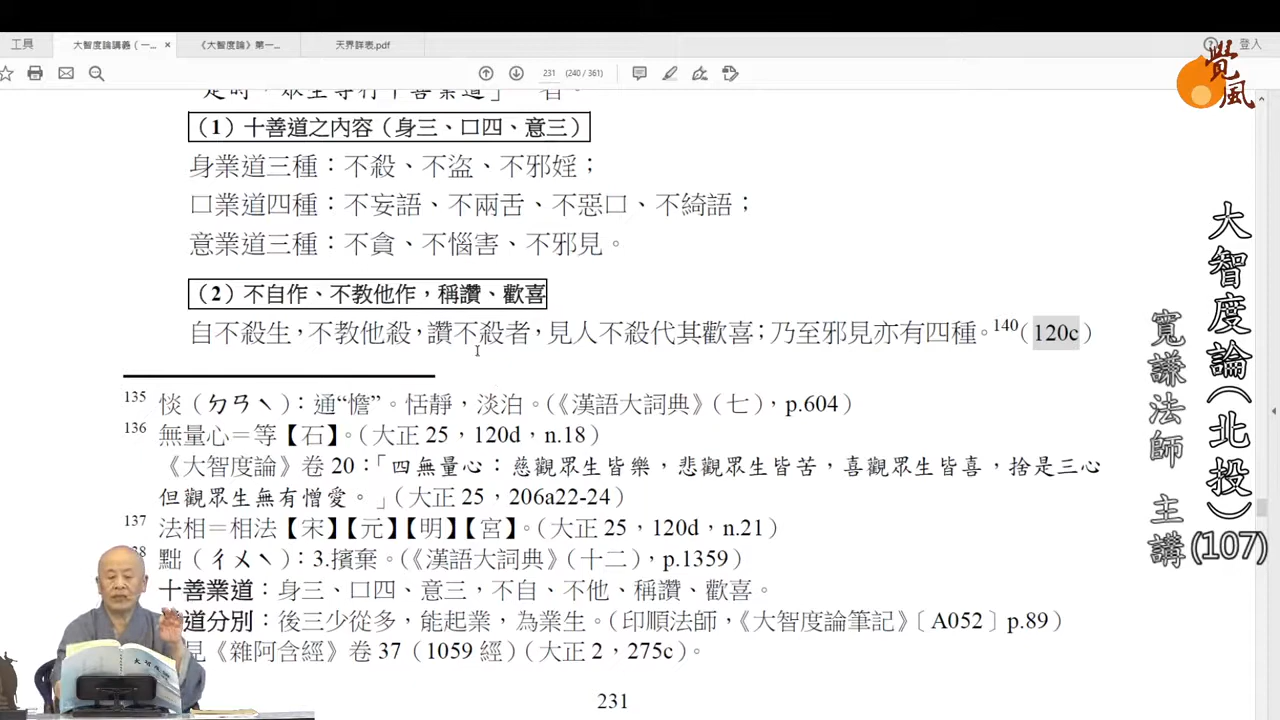 工具
大智度論講義（一...
×
《大智度論》第一...
天界詳表.pdf
登入
231
(240 / 361)
覺風
定時，眾生等行十善業道」者。
（1）十善道之內容（身三、口四、意三）
身業道三種：不殺、不盜、不邪婬；
口業道四種：不妄語、不兩舌、不惡口、不綺語；
意業道三種：不貪、不惱害、不邪見。
（2）不自作、不教他作，稱讚、歡喜
自不殺生，不教他殺，讚不殺者，見人不殺代其歡喜；乃至邪見亦有四種。140（120c）
135 惔（ㄉㄢˋ）：通“憺”。恬靜，淡泊。（《漢語大詞典》（七），p.604）
136 無量心＝等【石】。（大正 25，120d，n.18）
《大智度論》卷 20：「四無量心：慈觀眾生皆樂，悲觀眾生皆苦，喜觀眾生皆喜，捨是三心
但觀眾生無有憎愛。」（大正 25，206a22-24）
137 法相＝相法【宋】【元】【明】【宮】。（大正 25，120d，n.21）
38 黜（ㄔㄨˋ）：3.擯棄。（《漢語大詞典》（十二），p.1359）
十善業道：身三、口四、意三，不自、不他、稱讚、歡喜。
道分別：後三少從多，能起業，為業生。（印順法師，《大智度論筆記》〔A052〕p.89）
見《雜阿含經》卷 37（1059 經）（大正 2，275c）。
231
大智度論（北投）(107)
寬謙法師 主講